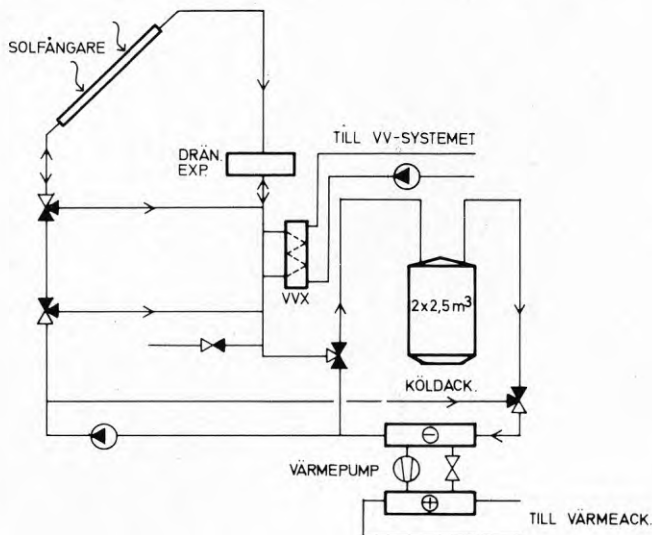 SOLFÅNGARE
DRÄN.
EXP.
TILL VV-SYSTEMET
VVX
2x2,5m³
KÖLDACK.
VÄRMEPUMP
TILL VÄRMEACK.